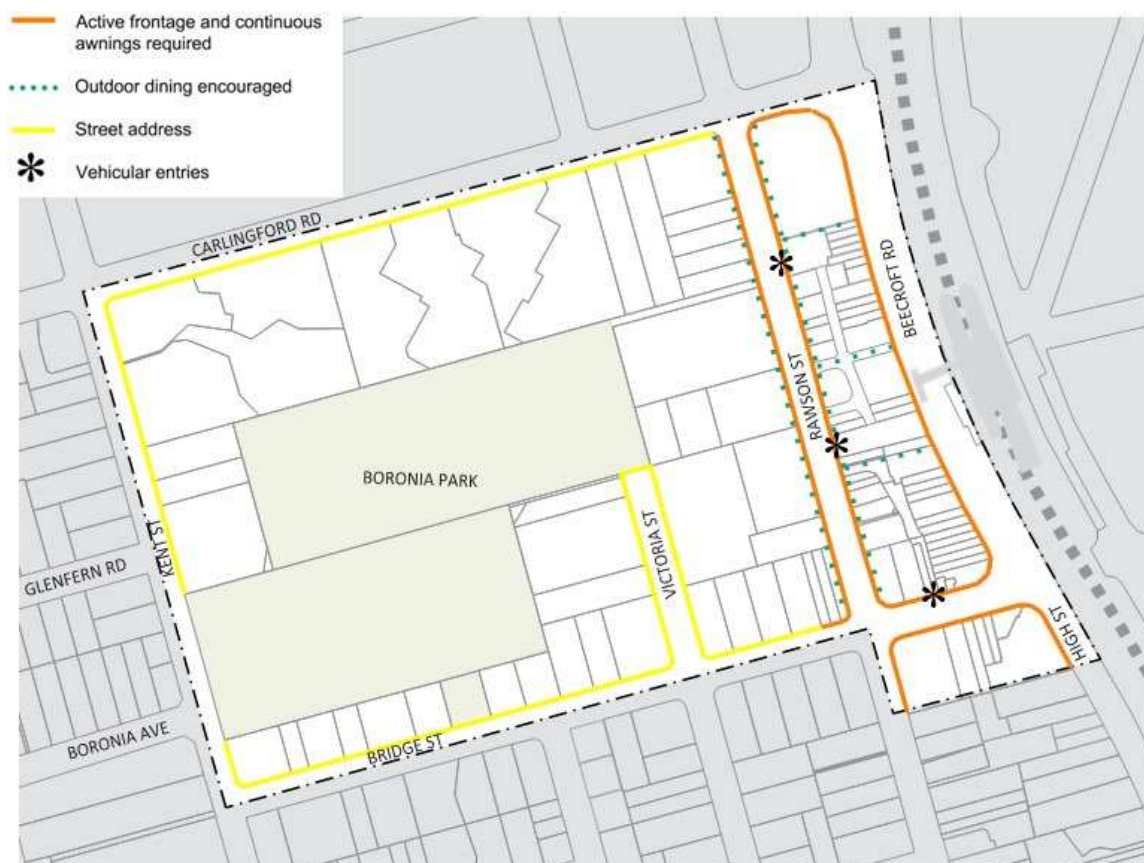 Active frontage and continuous
awnings required
Outdoor dining encouraged
Street address
Vehicular entries
CARLINGFORD RD
BEECROFT RD
RAWSON ST
BORONIA PARK
VICTORIA ST
KENT ST
GLENFERN RD
HIGH ST
BORONIA AVE
BRIDGE ST